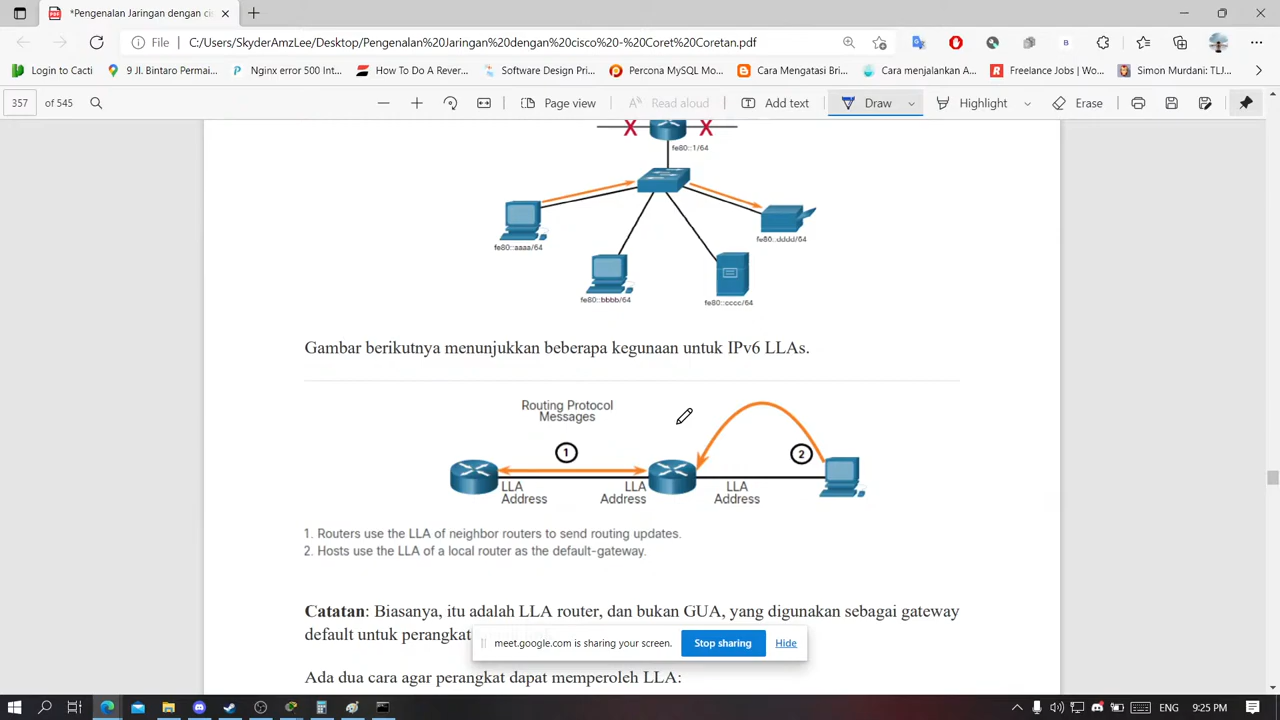 *Pengenalan Jaringan dengan cis
File
C:/Users/SkyderAmzLee/Desktop/Pengenalan%20Jaringan%20dengan%20cisco%20-%20Coret%20Coretan.pdf
Login to Cacti
9 Jl. Bintaro Permai...
Nginx error 500 Int...
How To Do A Rever...
Software Design Pri...
Percona MySQL Mo...
Cara Mengatasi Bri...
Cara menjalankan A...
Freelance Jobs | Wo...
Simon Murdani: TLJ...
357 of 545
Page view
Read aloud
Add text
Draw
Highlight
Erase
fe80::1/64
fe80::aaaa/64
fe80::dddd/64
fe80::bbbb/64
fe80::cccc/64
Gambar berikutnya menunjukkan beberapa kegunaan untuk IPv6 LLAs.
Routing Protocol
Messages
1
2
LLA
Address
LLA
Address
LLA
Address
1. Routers use the LLA of neighbor routers to send routing updates.
2. Hosts use the LLA of a local router as the default-gateway.
Catatan: Biasanya, itu adalah LLA router, dan bukan GUA, yang digunakan sebagai gateway
default untuk perangkat
meet.google.com is sharing your screen.
Stop sharing
Hide
Ada dua cara agar perangkat dapat memperoleh LLA:
ENG
9:25 PM